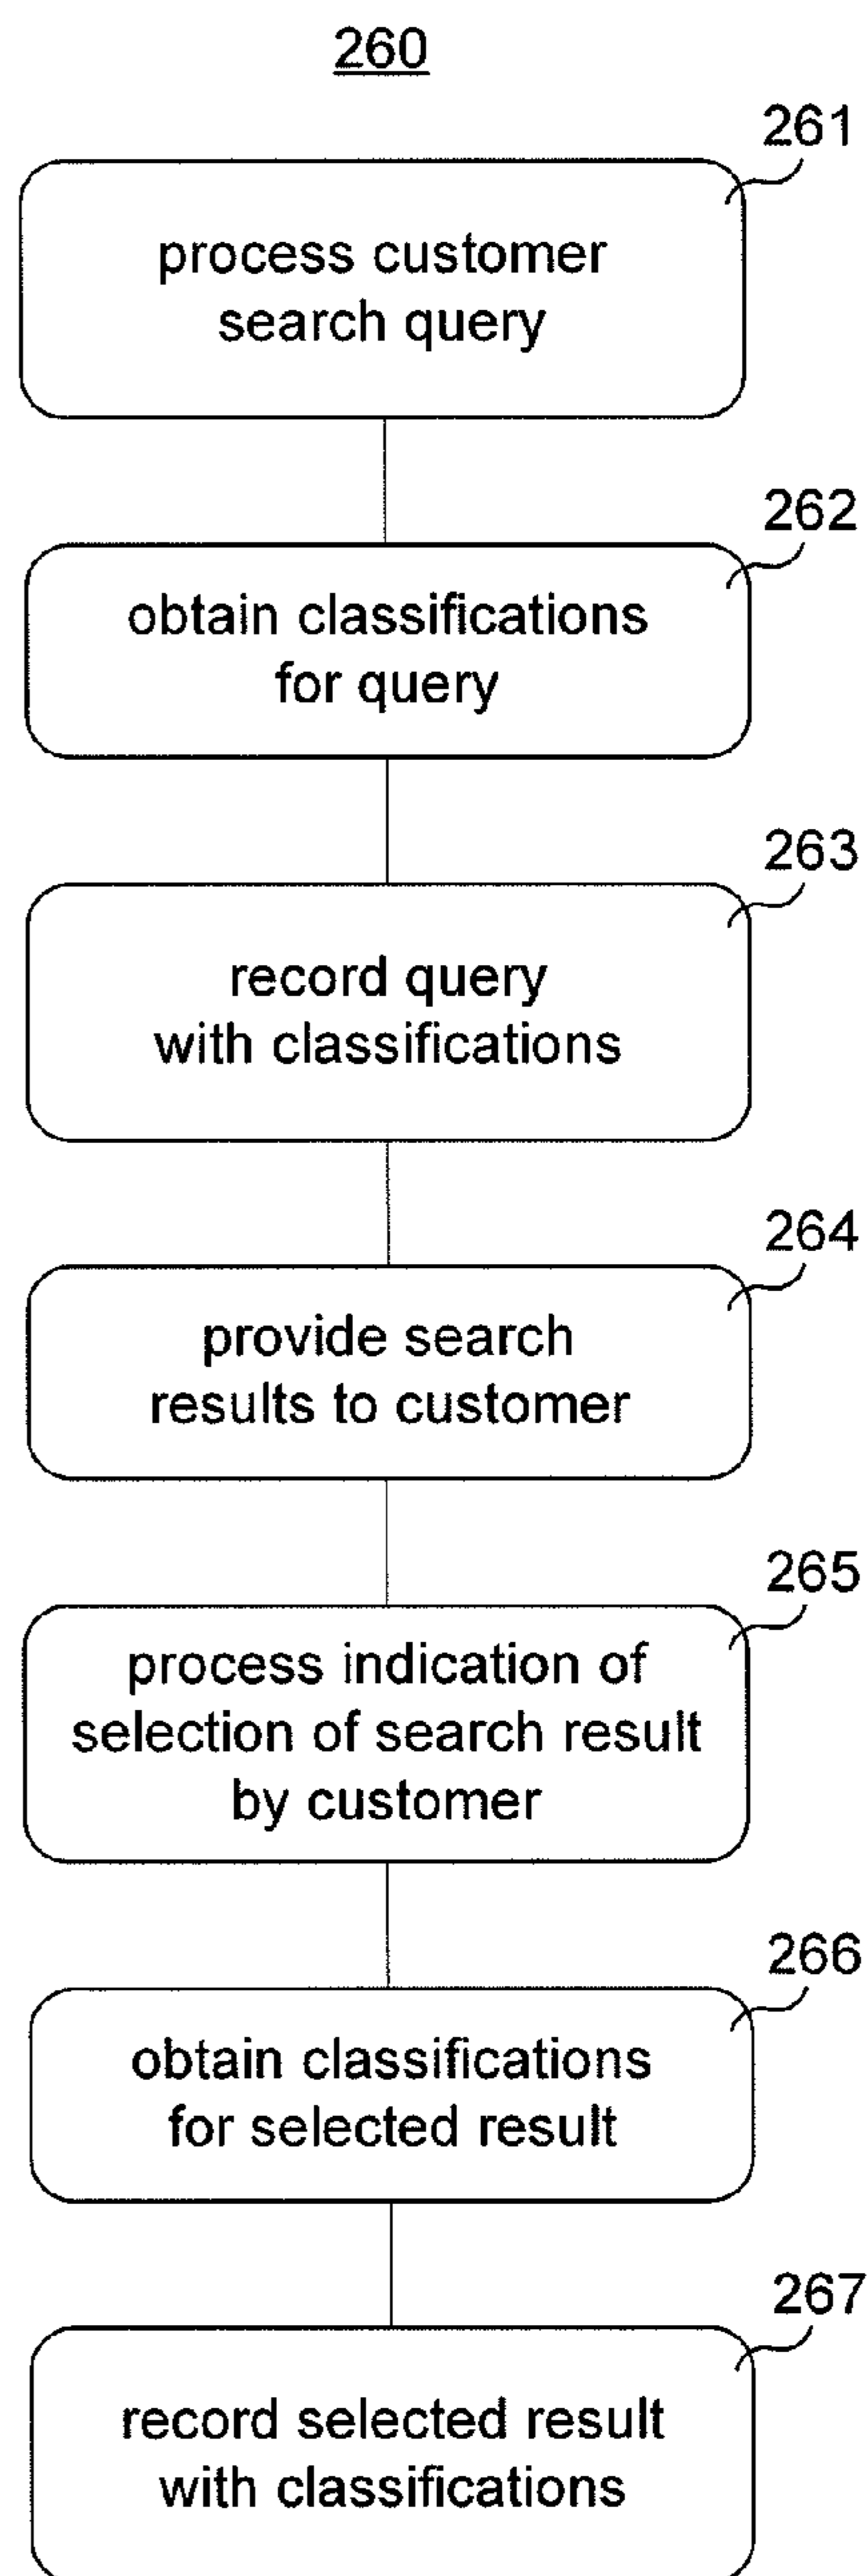 260
261
process customer
search query
262
obtain classifications
for query
263
record query
with classifications
264
provide search
results to customer
265
process indication of
selection of search result
by customer
266
obtain classifications
for selected result
267
record selected result
with classifications